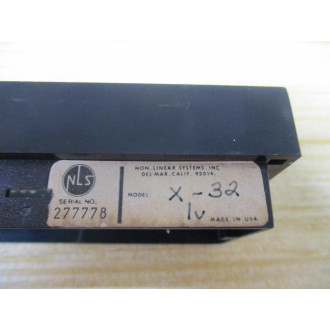 NON-LINEAR SYSTEMS, INC.
DEL MAR, CALIF. 92014
NLS
SERIAL NO.
277778
MODEL: X-32
1v
MADE IN USA